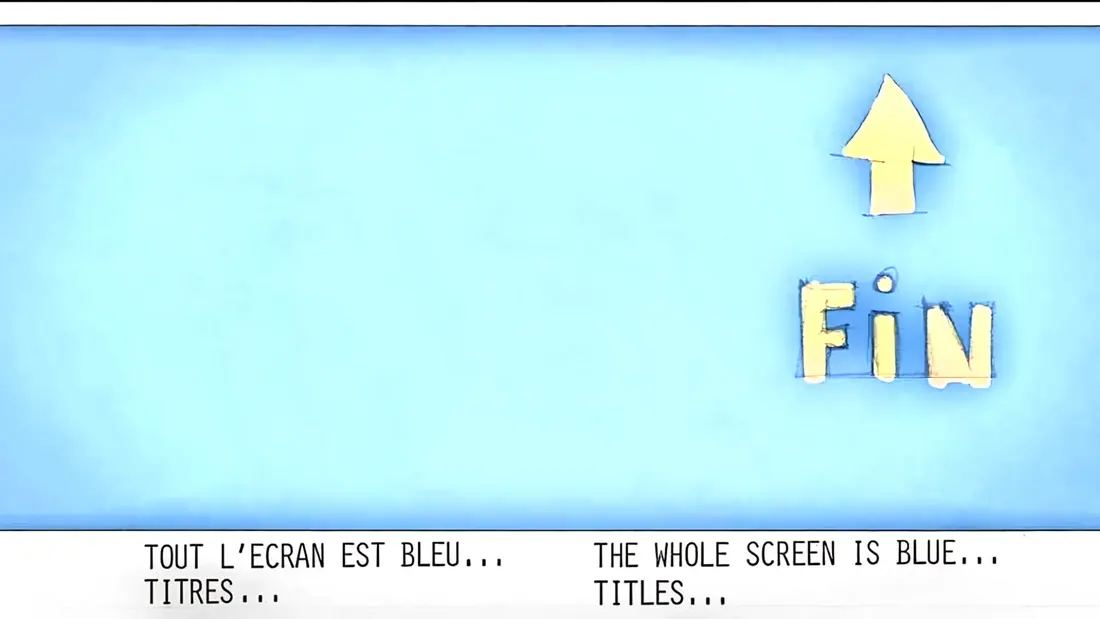 FiN
TOUT L'ECRAN EST BLEU...
TITRES...
THE WHOLE SCREEN IS BLUE...
TITLES...